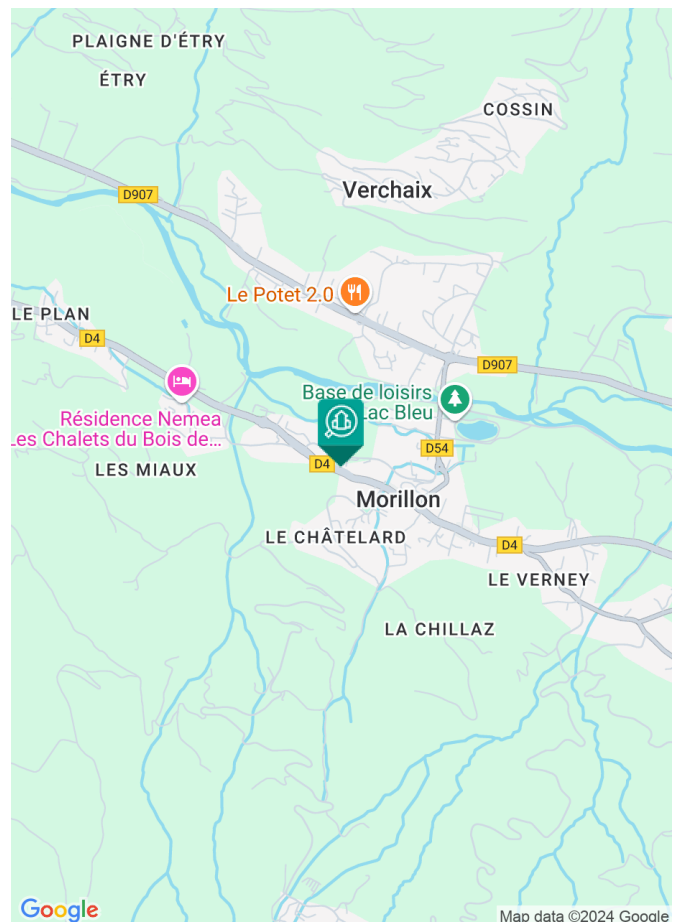 PLAIGNE D'ÉTRY
ÉTRY
COSSIN
Verchaix
D907
Le Potet 2.0
LE PLAN
D4
D907
Base de loisirs
Lac Bleu
Résidence Nemea
Les Chalets du Bois de...
D54
D4
LES MIAUX
Morillon
LE CHÂTELARD
D4
LE VERNEY
LA CHILLAZ
Google
Map data ©2024 Google